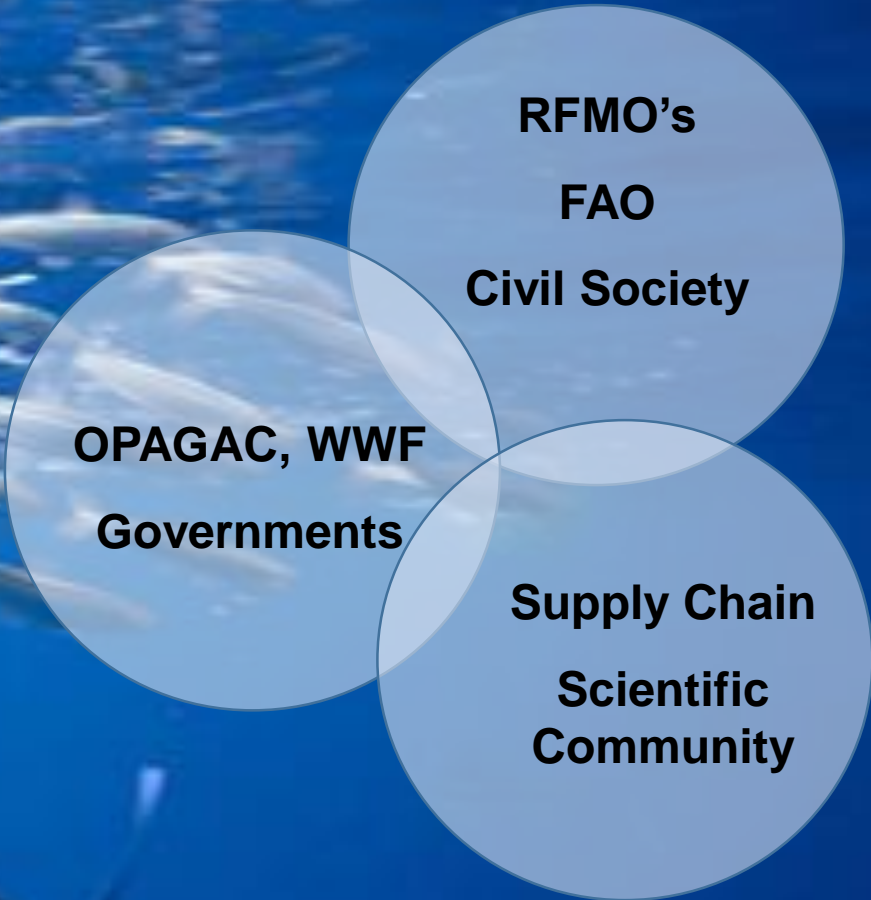 RFMO's
FAO
Civil Society
OPAGAC, WWF
Governments
Supply Chain
Scientific
Community